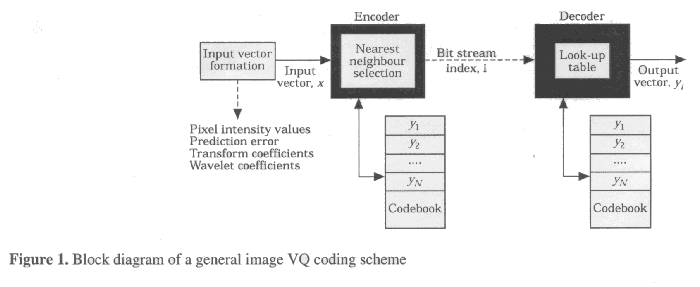 Encoder
Decoder
Input vector
formation
Input
vector, x
Nearest
neighbour
selection
Bit stream
index, i
Look-up
table
Output
vector, yi
Pixel intensity values
Prediction error
Transform coefficients
Wavelet coefficients
y1
y2
....
yN
Codebook
y1
y2
....
yN
Codebook
Figure 1. Block diagram of a general image VQ coding scheme